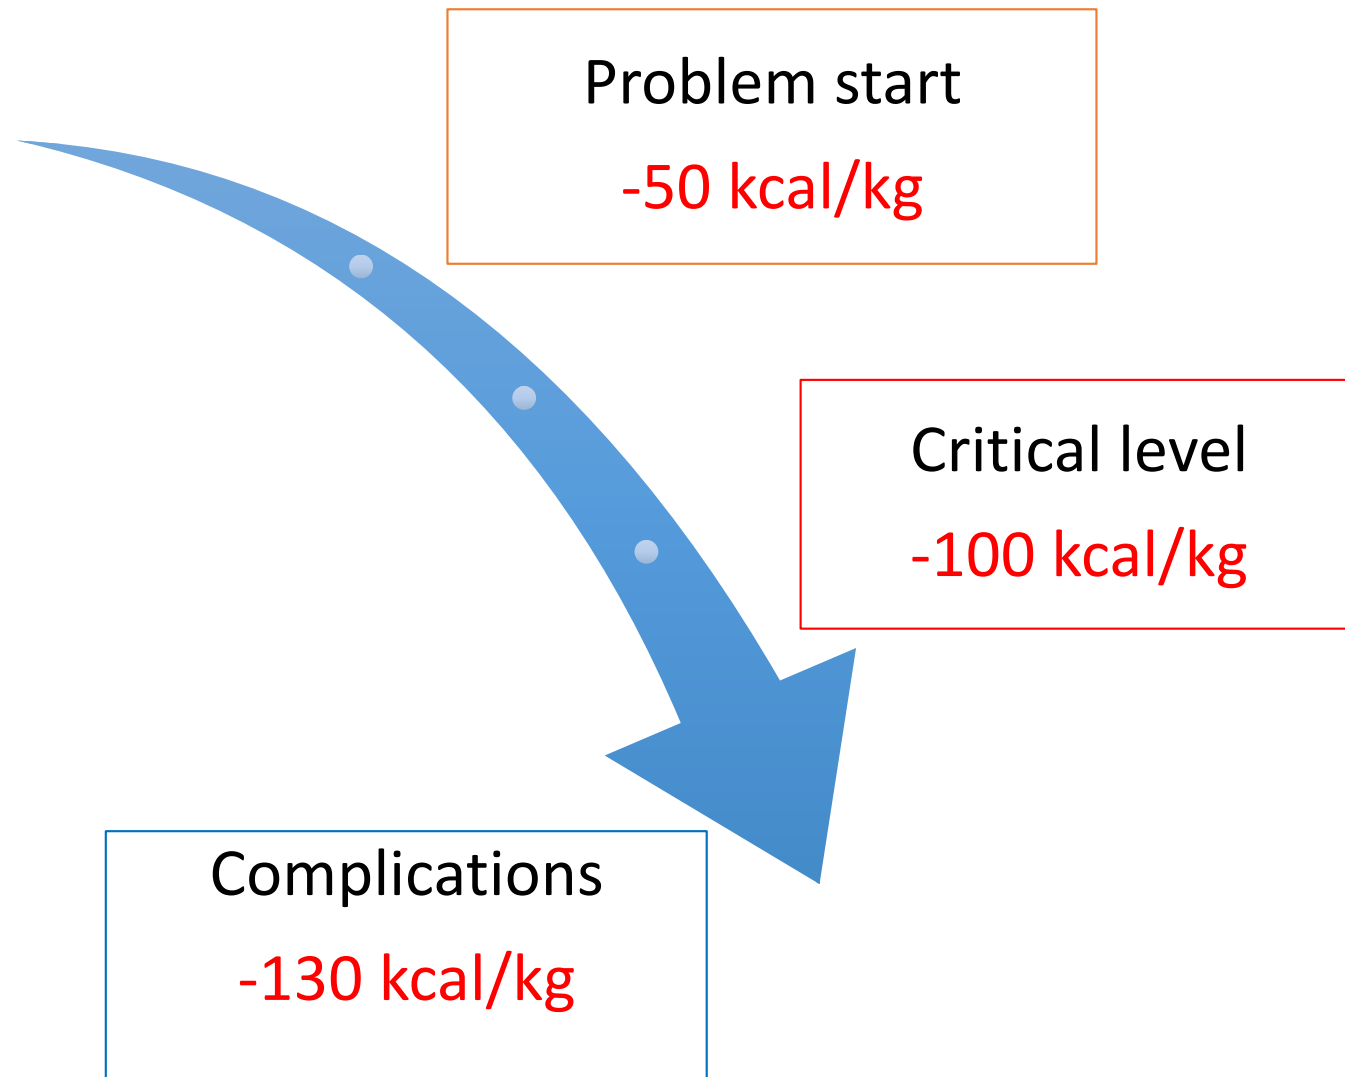 Problem start
-50 kcal/kg
Critical level
-100 kcal/kg
Complications
-130 kcal/kg